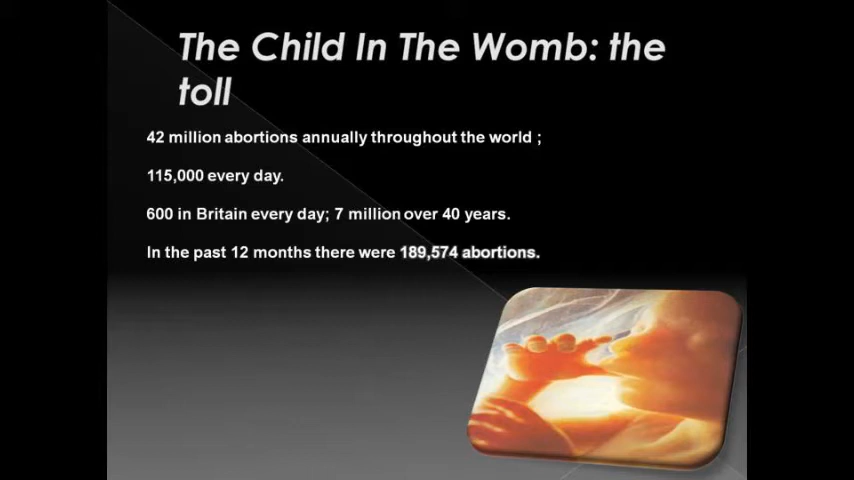 The Child In The Womb: the
toll
42 million abortions annually throughout the world ;
115,000 every day.
600 in Britain every day; 7 million over 40 years.
In the past 12 months there were 189,574 abortions.